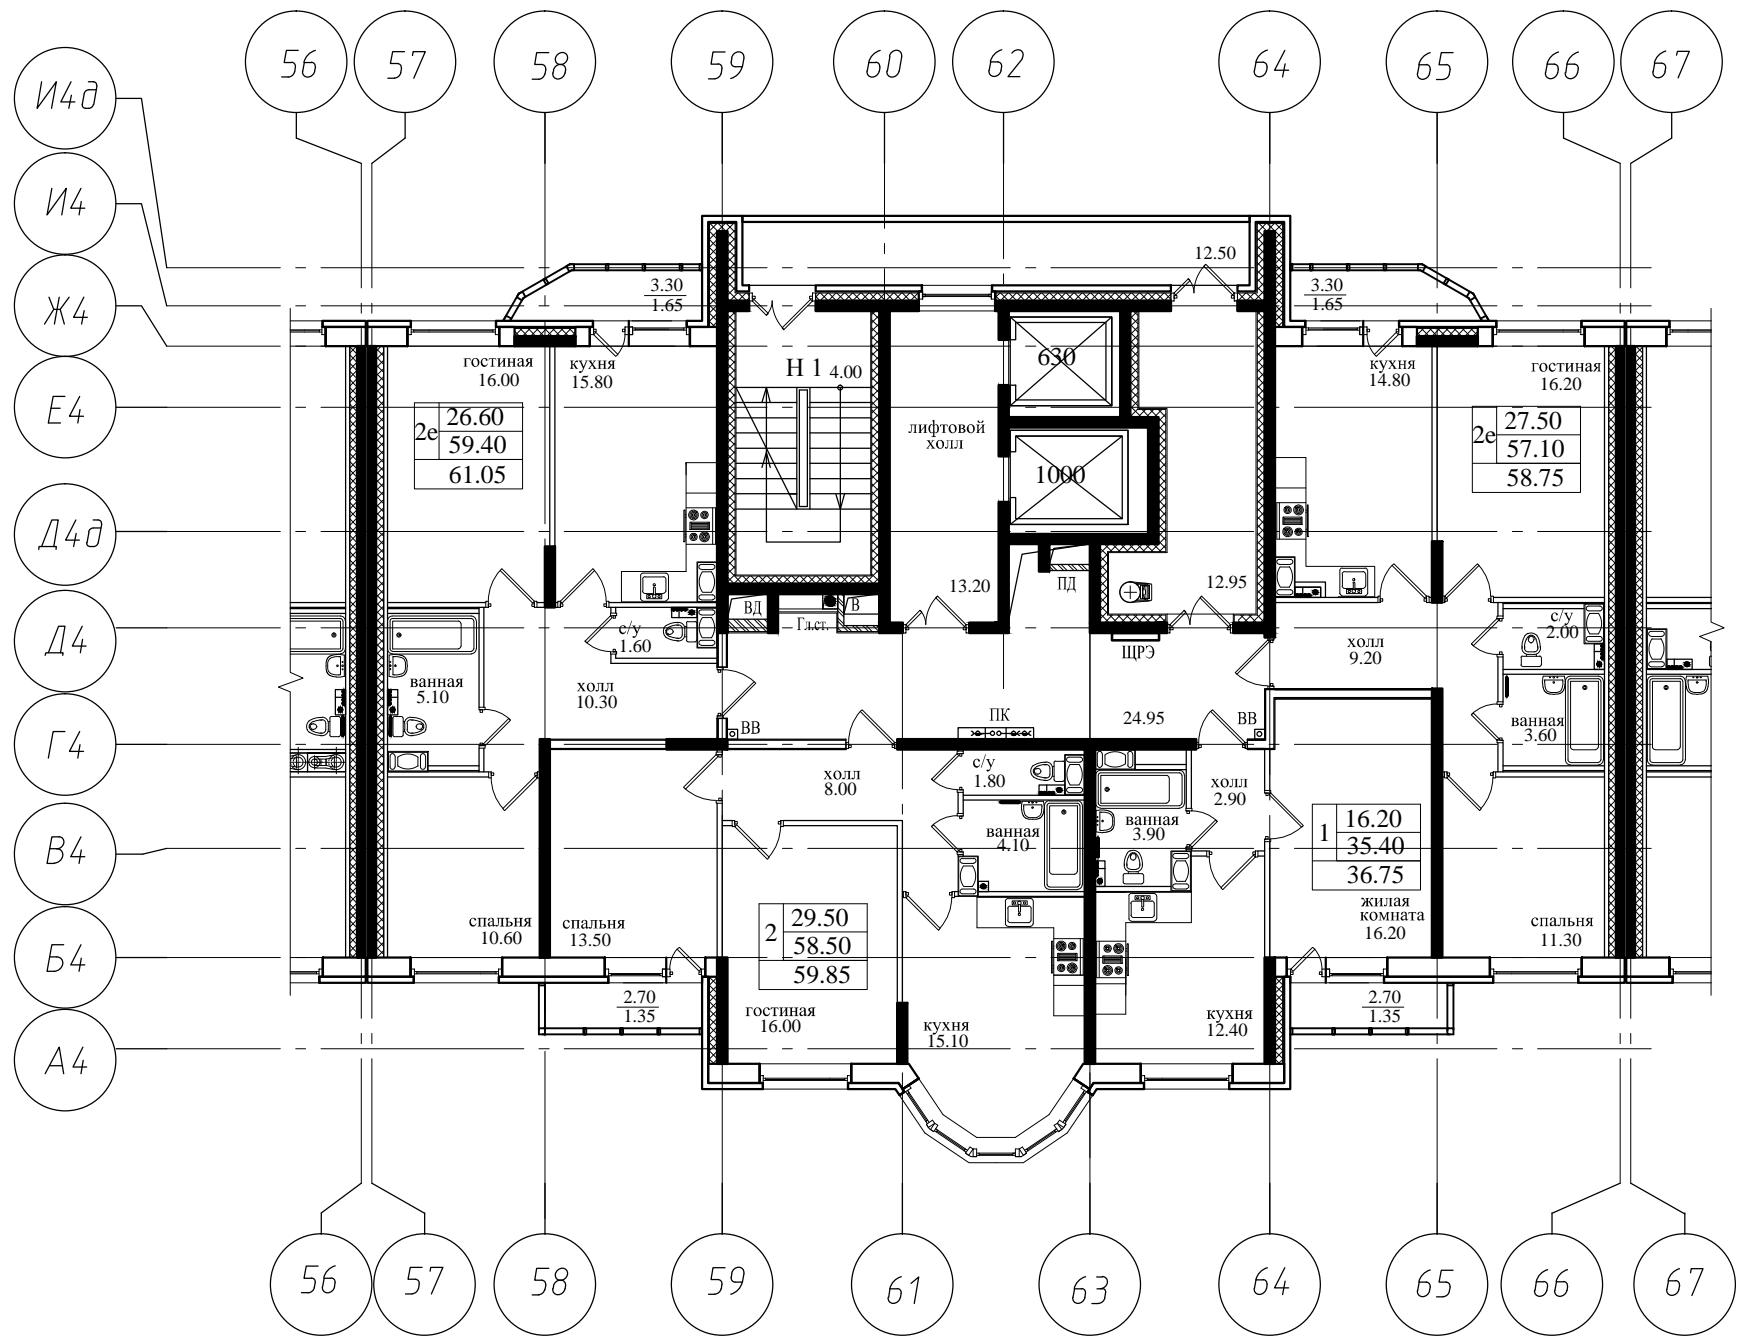 56
57
58
59
60
62
64
65
66
67
И4д
И4
Ж4
Е4
Д4д
Д4
Г4
В4
Б4
А4
12.50
3.30
1.65
3.30
1.65
гостиная
16.00
кухня
15.80
Н 1
4.00
630
кухня
14.80
гостиная
16.20
2е
26.60
59.40
61.05
лифтовой
холл
1000
2е
27.50
57.10
58.75
13.20
ПД
12.95
ВД
Гл.ст.
В
с/у
1.60
ЩРЭ
с/у
2.00
холл
9.20
ванная
5.10
холл
10.30
ВВ
ПК
24.95
ВВ
ванная
3.60
холл
8.00
с/у
1.80
холл
2.90
ванная
4.10
ванная
3.90
1
16.20
35.40
36.75
жилая
комната
16.20
спальня
10.60
спальня
13.50
2
29.50
58.50
59.85
спальня
11.30
2.70
1.35
гостиная
16.00
кухня
15.10
кухня
12.40
2.70
1.35
56
57
58
59
61
63
64
65
66
67